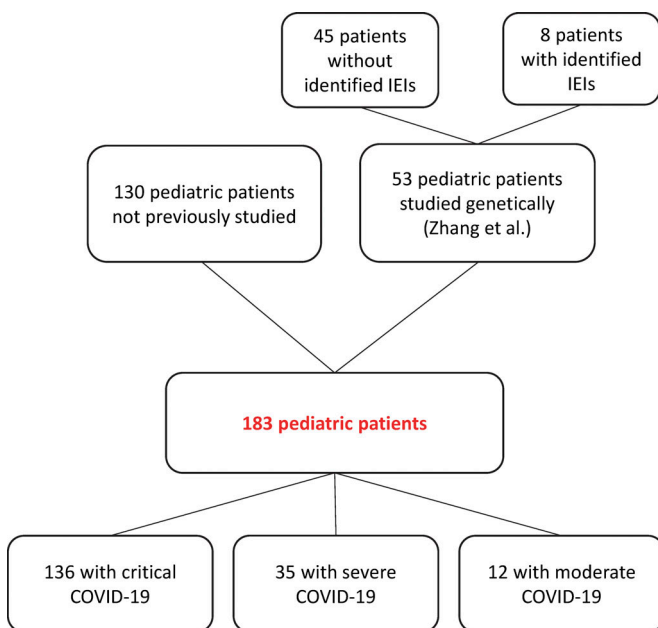 45 patients
without
identified IEIs
8 patients
with identified
IEIs
130 pediatric patients
not previously studied
53 pediatric patients
studied genetically
(Zhang et al.)
183 pediatric patients
136 with critical
COVID-19
35 with severe
COVID-19
12 with moderate
COVID-19